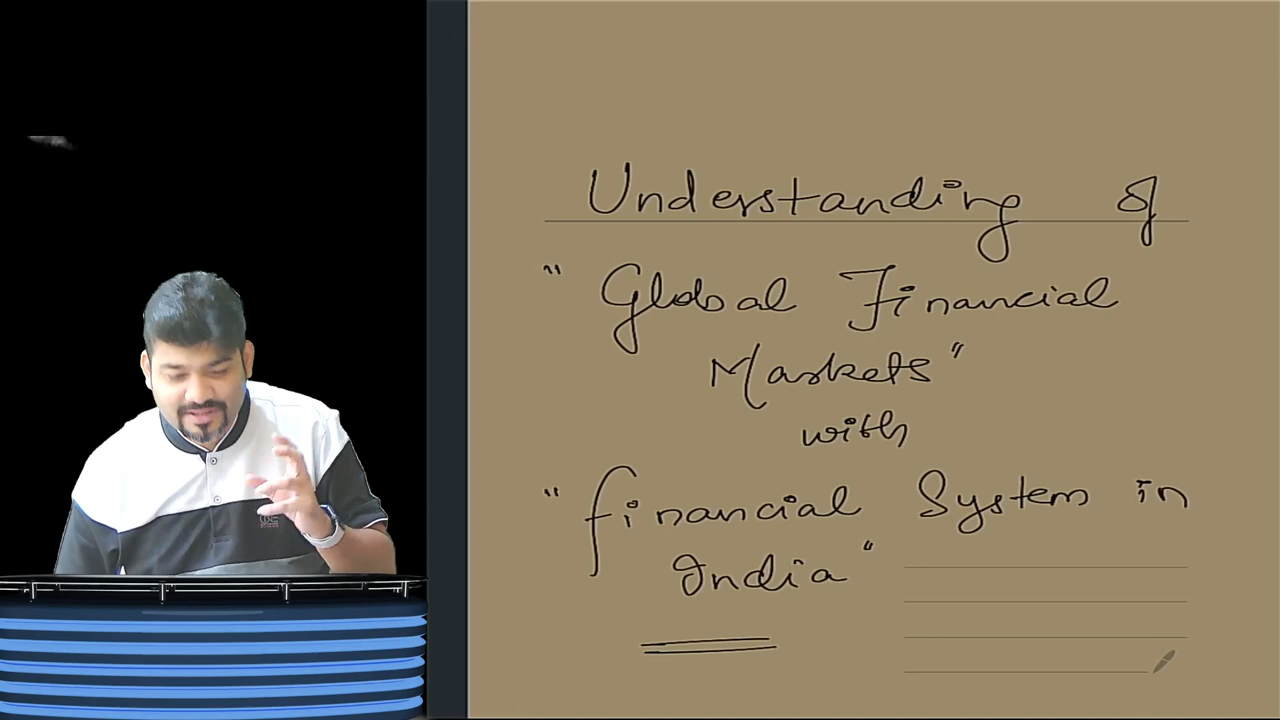 Understanding of
" Global Financial
Markets "
with
" financial System in
India "